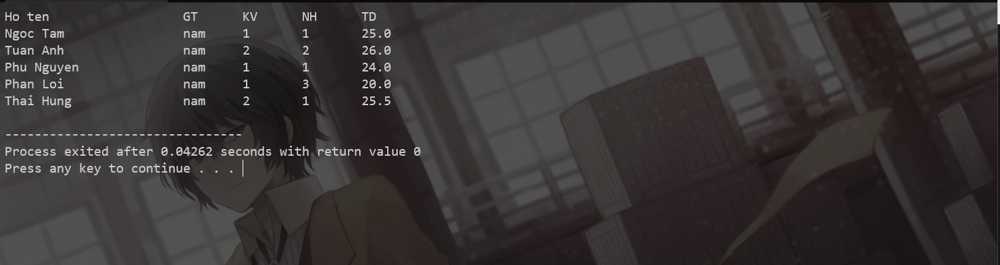 Ho ten GT KV NH TD
Ngoc Tam nam 1 1 25.0
Tuan Anh nam 2 2 26.0
Phu Nguyen nam 1 1 24.0
Phan Loi nam 1 3 20.0
Thai Hung nam 2 1 25.5
--------------------------------
Process exited after 0.04262 seconds with return value 0
Press any key to continue . . .